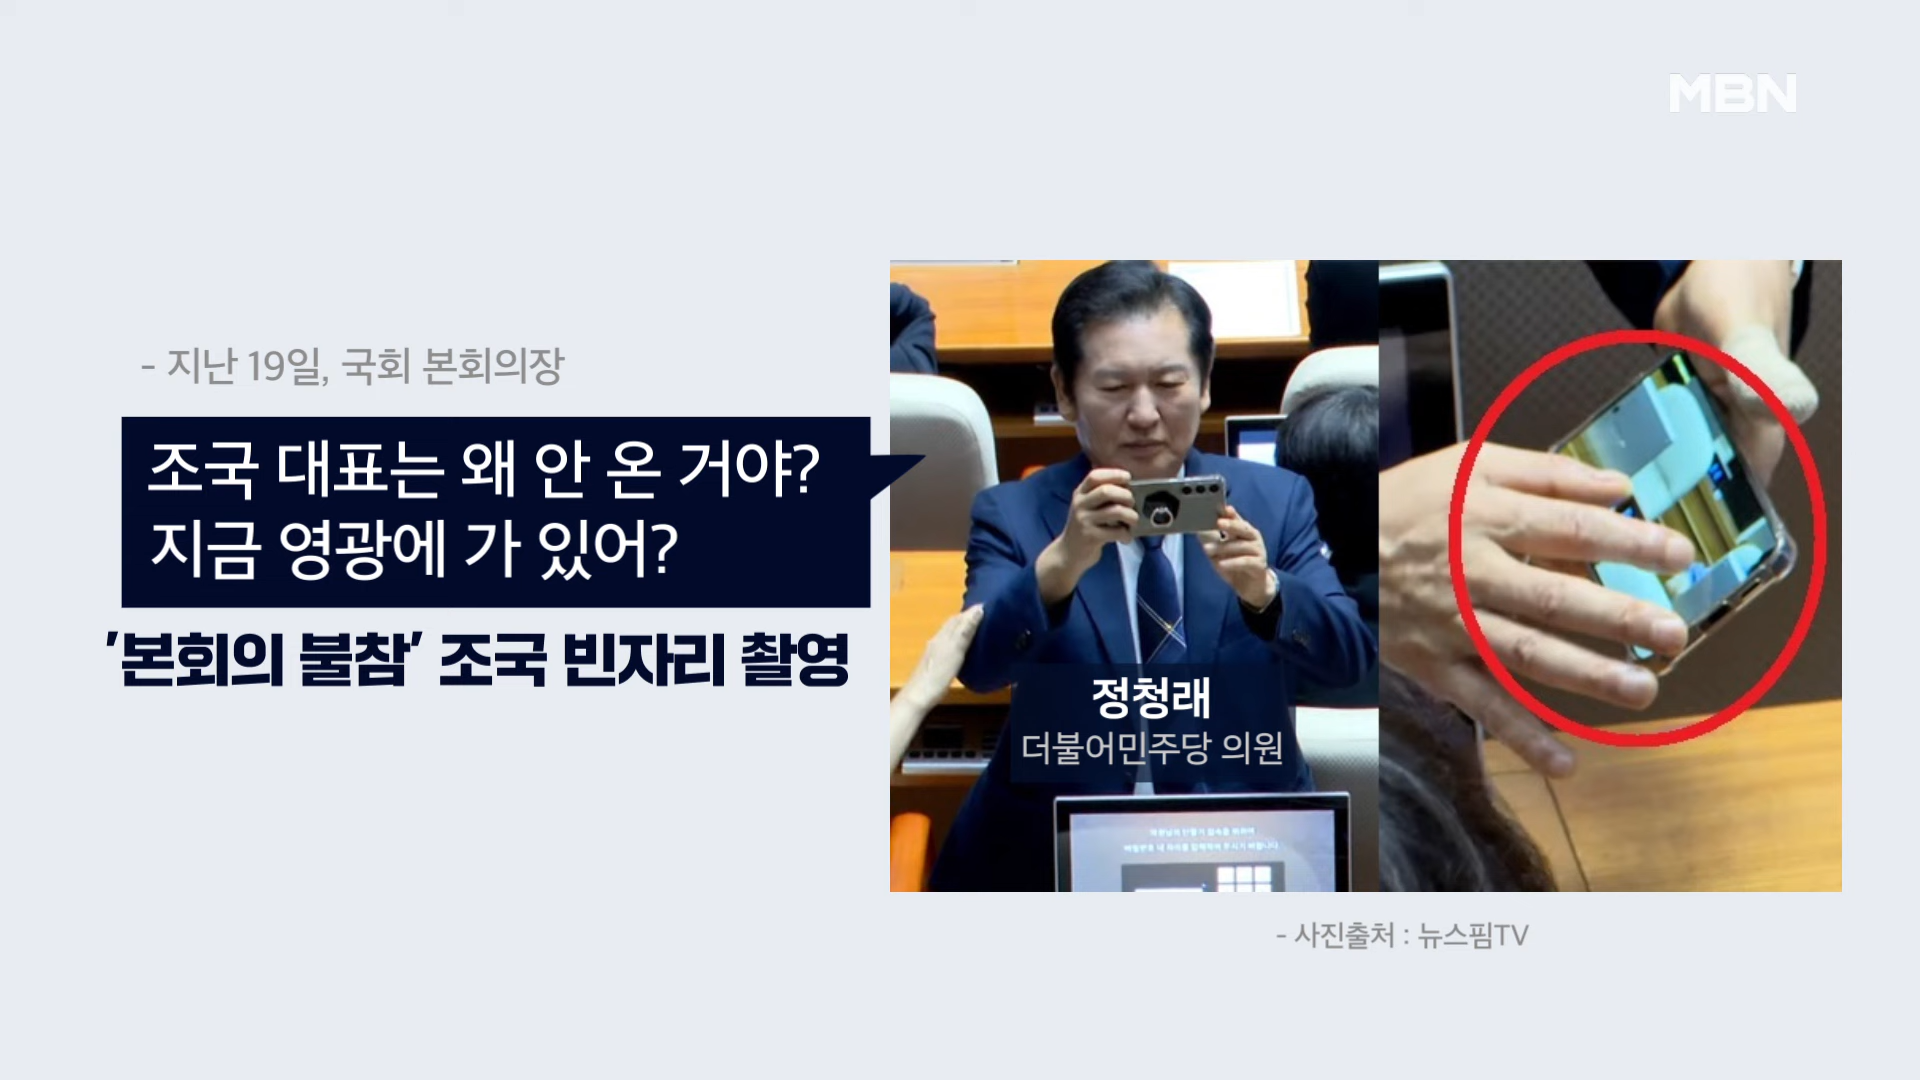 MBN
- 지난 19일, 국회 본회의장
조국 대표는 왜 안 온 거야?
지금 영광에 가 있어?
'본회의 불참' 조국 빈자리 촬영
정청래
더불어민주당 의원
- 사진출처 : 뉴스핌TV